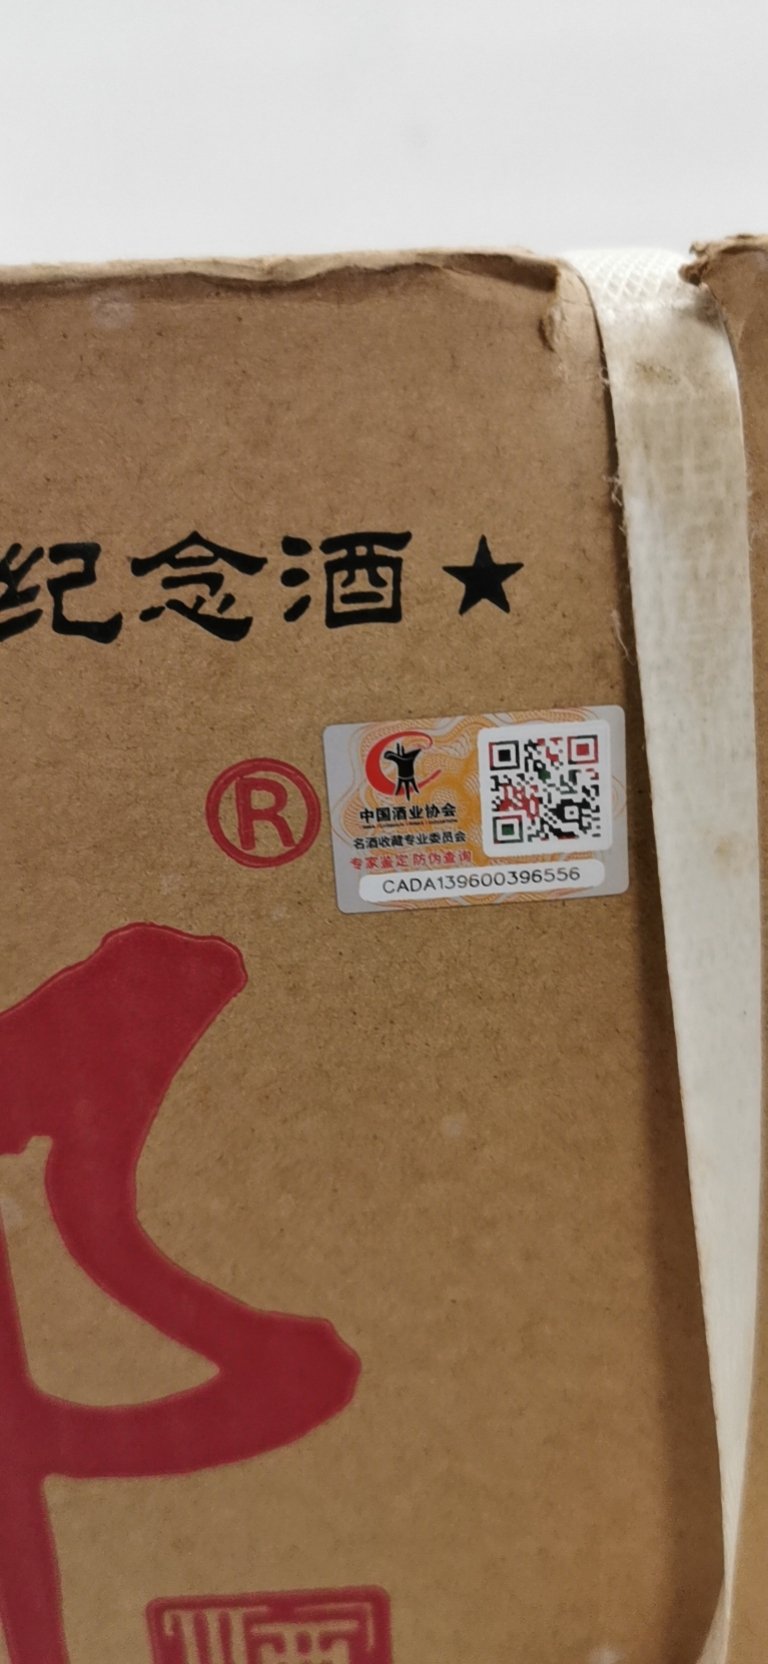 纪念酒★
®
中国酒业协会
名酒收藏专业委员会
专家鉴定 防伪查询
CADA139600396556